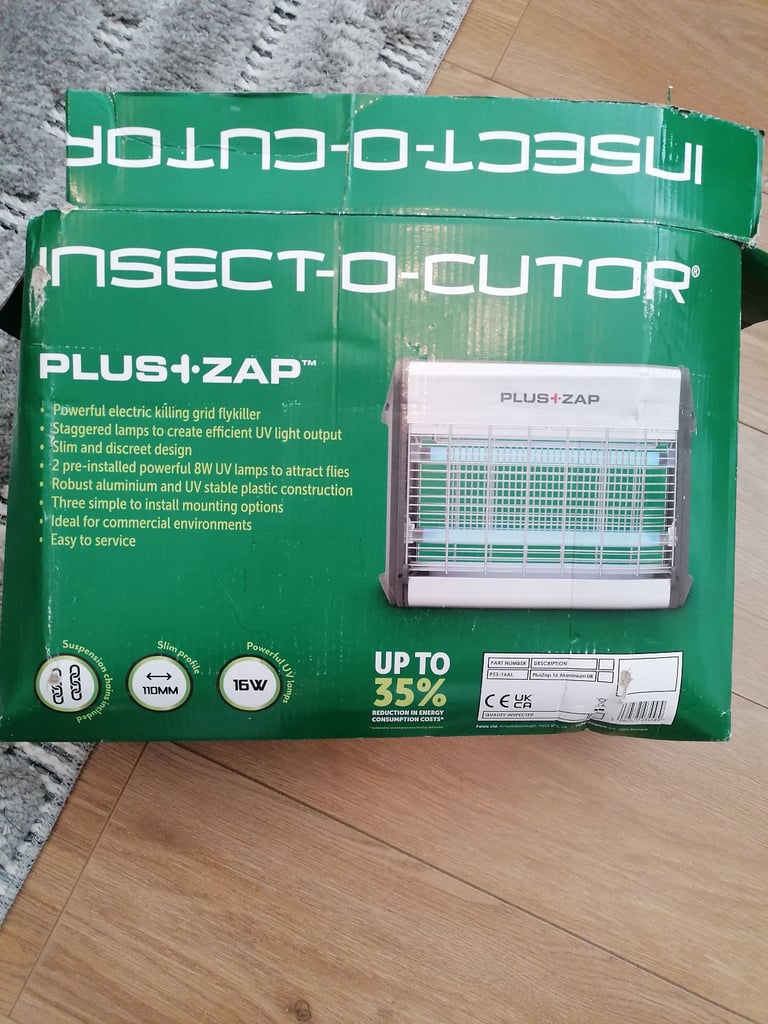 INSECT-O-CUTOR
INSECT-O-CUTOR®
PLUS+ZAP™
• Powerful electric killing grid flykiller
• Staggered lamps to create efficient UV light output
• Slim and discreet design
• 2 pre-installed powerful 8W UV lamps to attract flies
• Robust aluminium and UV stable plastic construction
• Three simple to install mounting options
• Ideal for commercial environments
• Easy to service
PLUS+ZAP
Suspension chains included
Slim profile
110MM
Powerful UV lamps
16W
UP TO
35%
REDUCTION IN ENERGY
CONSUMPTION COSTS*
PART NUMBER DESCRIPTION
PlusZap 16 Aluminium UK
CE UK
CA
QUALITY INSPECTED